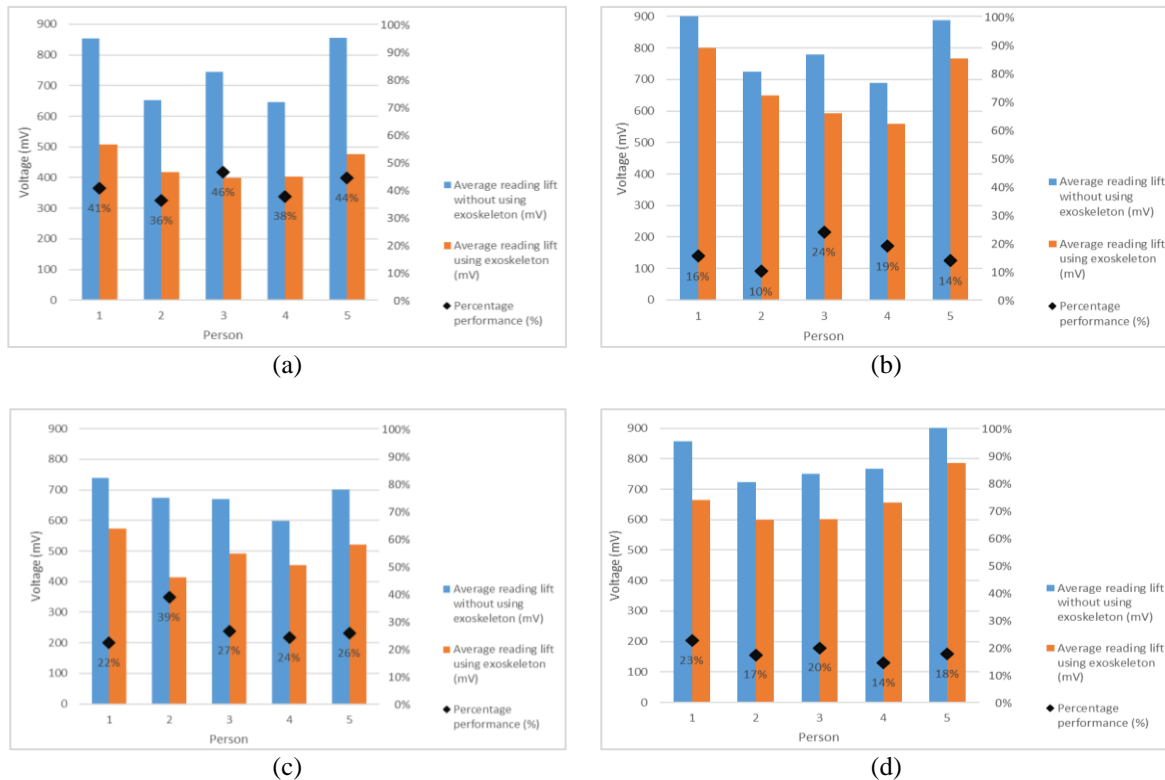 900
800
700
600
500
400
300
200
100
0
Voltage (mV)
100%
90%
80%
70%
60%
50%
40%
30%
20%
10%
0%
41%
36%
46%
38%
44%
1 2 3 4 5
Person
Average reading lift
without using
exoskeleton (mV)
Average reading lift
using exoskeleton
(mV)
Percentage
performance (%)
(a)
900
800
700
600
500
400
300
200
100
0
Voltage (mV)
100%
90%
80%
70%
60%
50%
40%
30%
20%
10%
0%
16%
10%
24%
19%
14%
1 2 3 4 5
Person
Average reading lift
without using
exoskeleton (mV)
Average reading lift
using exoskeleton
(mV)
Percentage
performance (%)
(b)
900
800
700
600
500
400
300
200
100
0
Voltage (mV)
100%
90%
80%
70%
60%
50%
40%
30%
20%
10%
0%
22%
39%
27%
24%
26%
1 2 3 4 5
Person
Average reading lift
without using
exoskeleton (mV)
Average reading lift
using exoskeleton
(mV)
Percentage
performance (%)
(c)
900
800
700
600
500
400
300
200
100
0
Voltage (mV)
100%
90%
80%
70%
60%
50%
40%
30%
20%
10%
0%
23%
17%
20%
14%
18%
1 2 3 4 5
Person
Average reading lift
without using
exoskeleton (mV)
Average reading lift
using exoskeleton
(mV)
Percentage
performance (%)
(d)